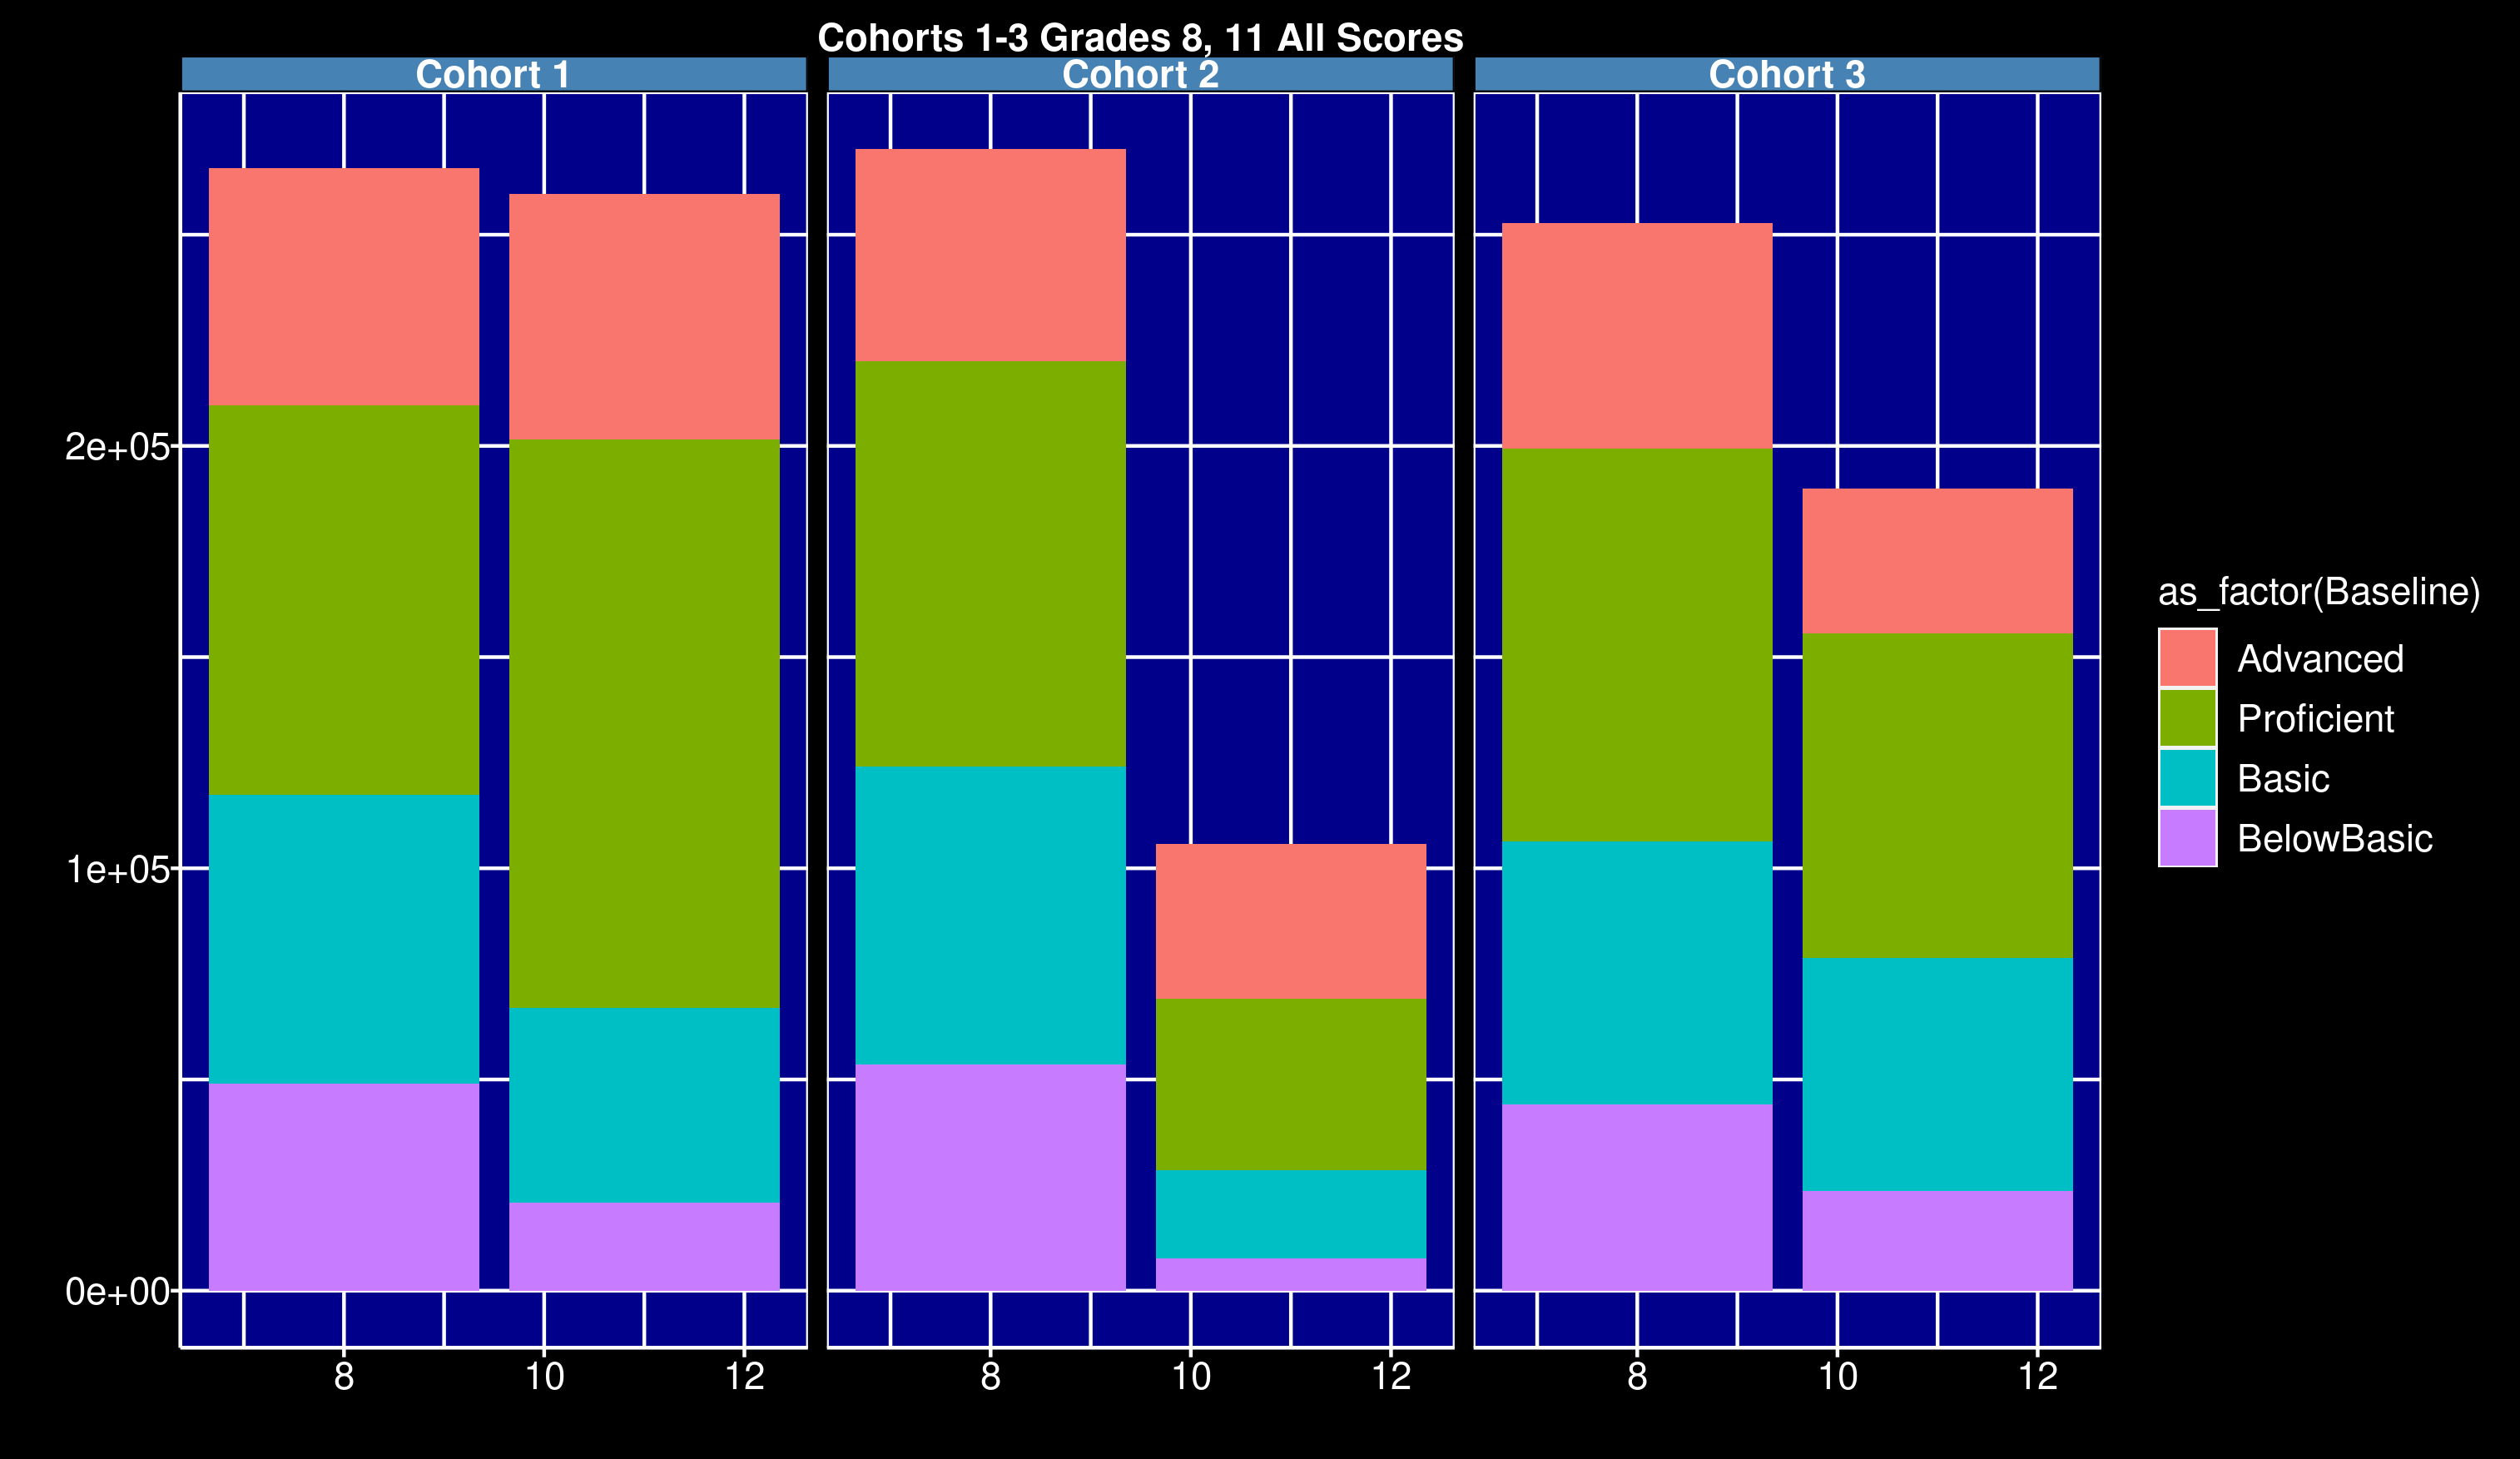 Cohorts 1-3 Grades 8, 11 All Scores
Cohort 1
Cohort 2
Cohort 3
2e+05
1e+05
0e+00
8
10
12
8
10
12
8
10
12
as_factor(Baseline)
Advanced
Proficient
Basic
BelowBasic